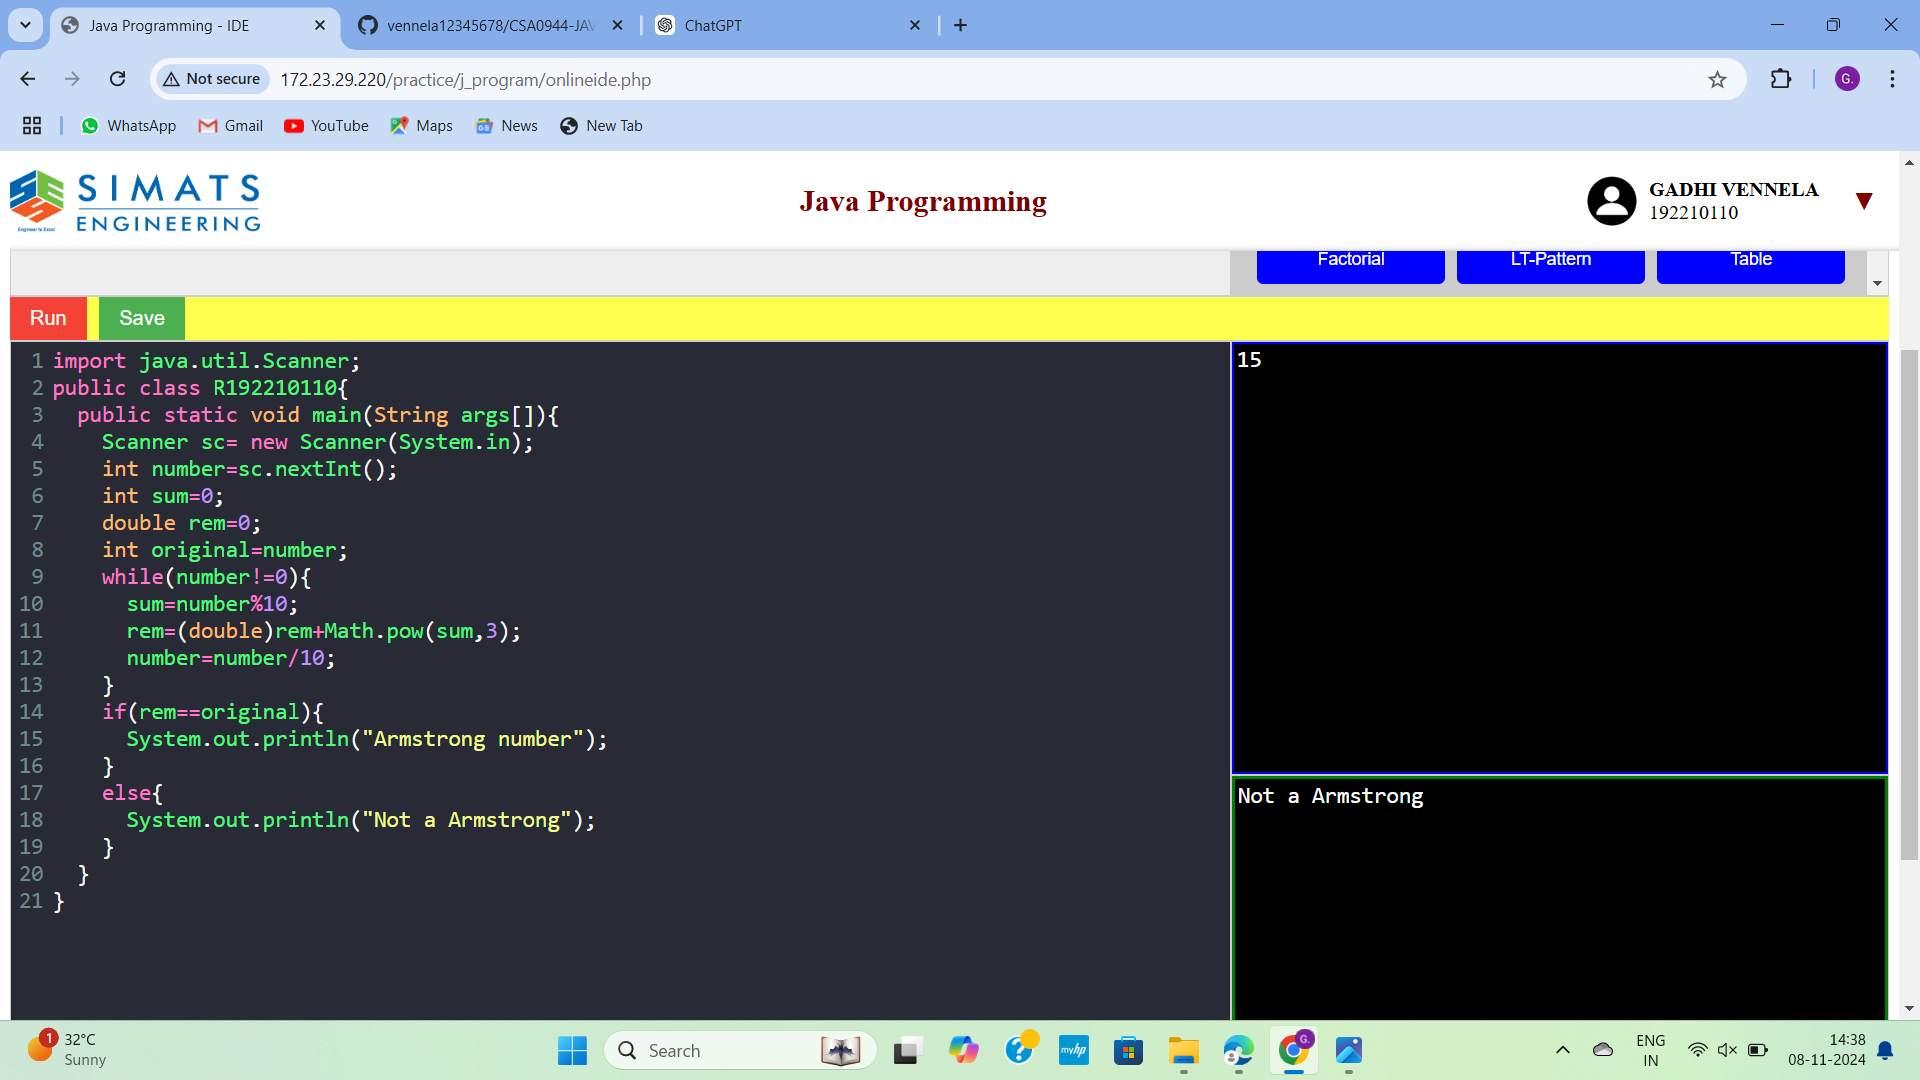 Java Programming - IDE
vennela12345678/CSA0944-JAV
ChatGPT
Not secure
172.23.29.220/practice/j_program/onlineide.php
G.
WhatsApp
Gmail
YouTube
Maps
News
New Tab
SIMATS
ENGINEERING
Engineer to Excel
Java Programming
GADHI VENNELA
192210110
Factorial
LT-Pattern
Table
Run
Save
1 import java.util.Scanner;
2 public class R192210110{
3   public static void main(String args[]){
4     Scanner sc= new Scanner(System.in);
5     int number=sc.nextInt();
6     int sum=0;
7     double rem=0;
8     int original=number;
9     while(number!=0){
10       sum=number%10;
11       rem=(double)rem+Math.pow(sum,3);
12       number=number/10;
13     }
14     if(rem==original){
15       System.out.println("Armstrong number");
16     }
17     else{
18       System.out.println("Not a Armstrong");
19     }
20   }
21 }
15
Not a Armstrong
1
32°C
Sunny
Search
myhp
G.
ENG
IN
14:38
08-11-2024